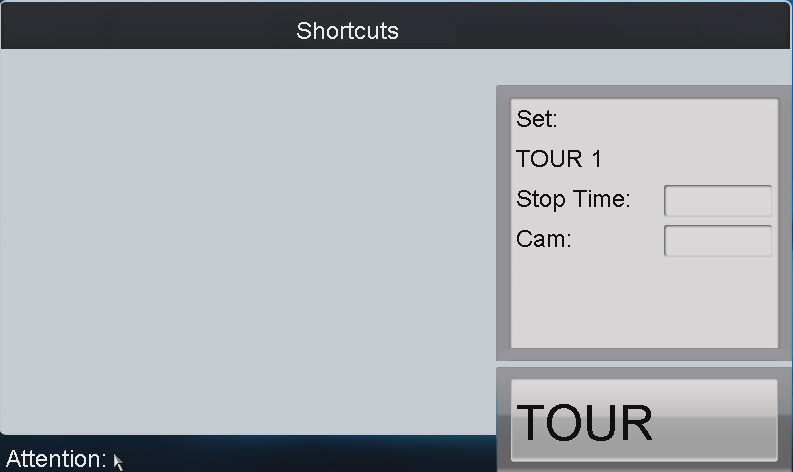 Shortcuts
Set:
TOUR 1
Stop Time:
Cam:
TOUR
Attention: